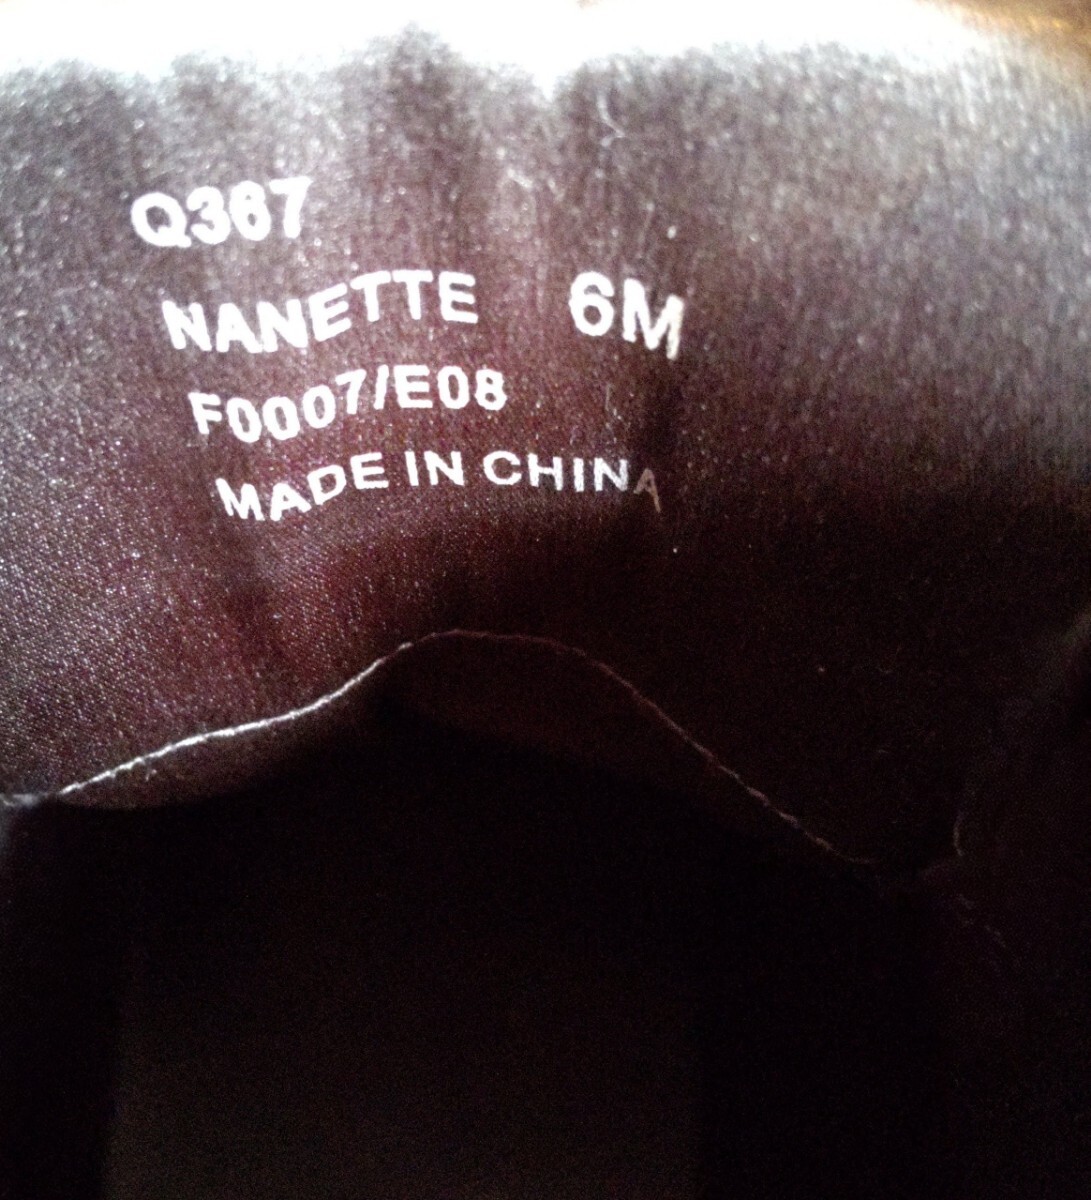 Q367
NANETTE 6M
F0007/E08
MADE IN CHINA